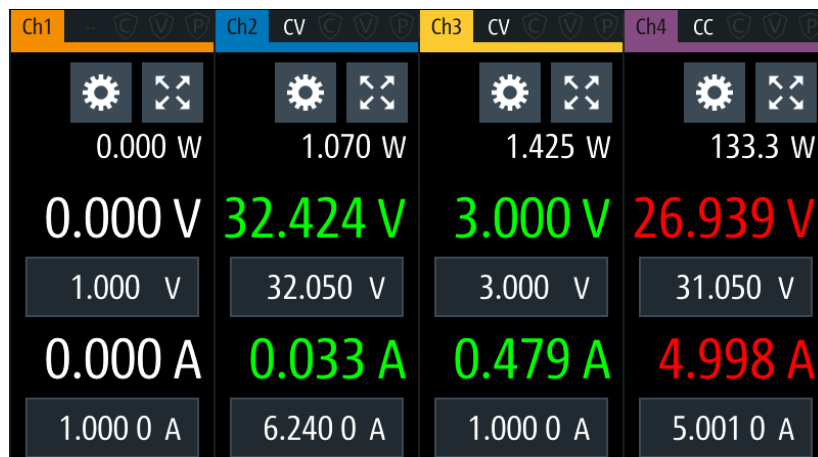 Ch1 -- C V P Ch2 CV C V P Ch3 CV C V P Ch4 CC C V P
0.000 W 1.070 W 1.425 W 133.3 W
0.000 V 32.424 V 3.000 V 26.939 V
1.000 V 32.050 V 3.000 V 31.050 V
0.000 A 0.033 A 0.479 A 4.998 A
1.000 0 A 6.240 0 A 1.000 0 A 5.001 0 A